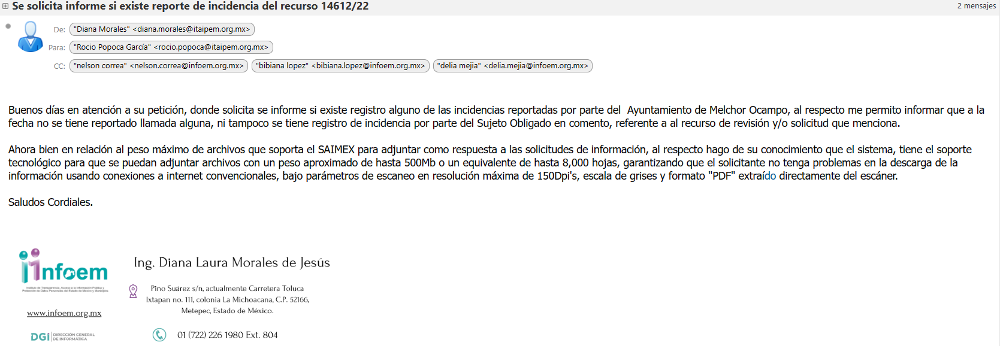 Se solicita informe si existe reporte de incidencia del recurso 14612/22
2 mensajes
De: "Diana Morales" <diana.morales@itaipem.org.mx>
Para: "Rocio Popoca García" <rocio.popoca@itaipem.org.mx>
CC: "nelson correa" <nelson.correa@infoem.org.mx> "bibiana lopez" <bibiana.lopez@infoem.org.mx> "delia mejia" <delia.mejia@infoem.org.mx>
Buenos días en atención a su petición, donde solicita se informe si existe registro alguno de las incidencias reportadas por parte del  Ayuntamiento de Melchor Ocampo, al respecto me permito informar que a la
fecha no se tiene reportado llamada alguna, ni tampoco se tiene registro de incidencia por parte del Sujeto Obligado en comento, referente a al recurso de revisión y/o solicitud que menciona.
Ahora bien en relación al peso máximo de archivos que soporta el SAIMEX para adjuntar como respuesta a las solicitudes de información, al respecto hago de su conocimiento que el sistema, tiene el soporte
tecnológico para que se puedan adjuntar archivos con un peso aproximado de hasta 500Mb o un equivalente de hasta 8,000 hojas, garantizando que el solicitante no tenga problemas en la descarga de la
información usando conexiones a internet convencionales, bajo parámetros de escaneo en resolución máxima de 150Dpi's, escala de grises y formato "PDF" extraído directamente del escáner.
Saludos Cordiales.
infoem
Instituto de Transparencia, Acceso a la Información Pública y
Protección de Datos Personales del Estado de México y Municipios
www.infoem.org.mx
DGI DIRECCIÓN GENERAL
DE INFORMÁTICA
Ing. Diana Laura Morales de Jesús
Pino Suárez s/n, actualmente Carretera Toluca
Ixtapan no. 111, colonia La Michoacana, C.P. 52166,
Metepec, Estado de México.
01 (722) 226 1980 Ext. 804